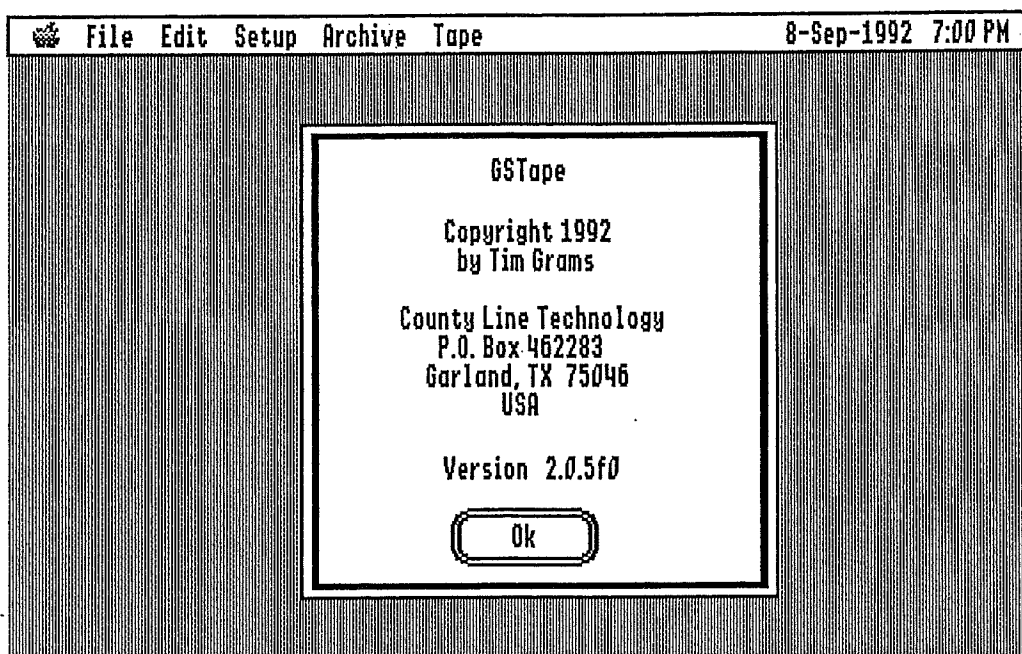 File Edit Setup Archive Tape 8-Sep-1992 7:00 PM
GSTape
Copyright 1992
by Tim Grams
County Line Technology
P.O. Box 462283
Garland, TX 75046
USA
Version 2.0.5f0
Ok